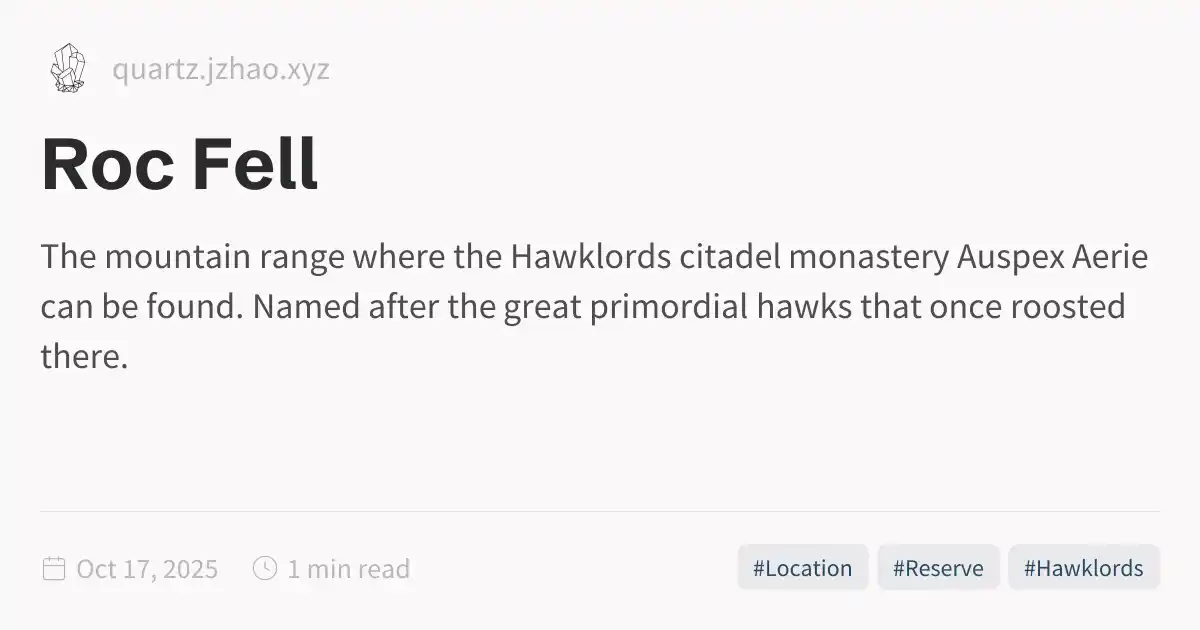 quartz.jzhao.xyz
Roc Fell
The mountain range where the Hawklords citadel monastery Auspex Aerie
can be found. Named after the great primordial hawks that once roosted
there.
Oct 17, 2025 1 min read #Location #Reserve #Hawklords